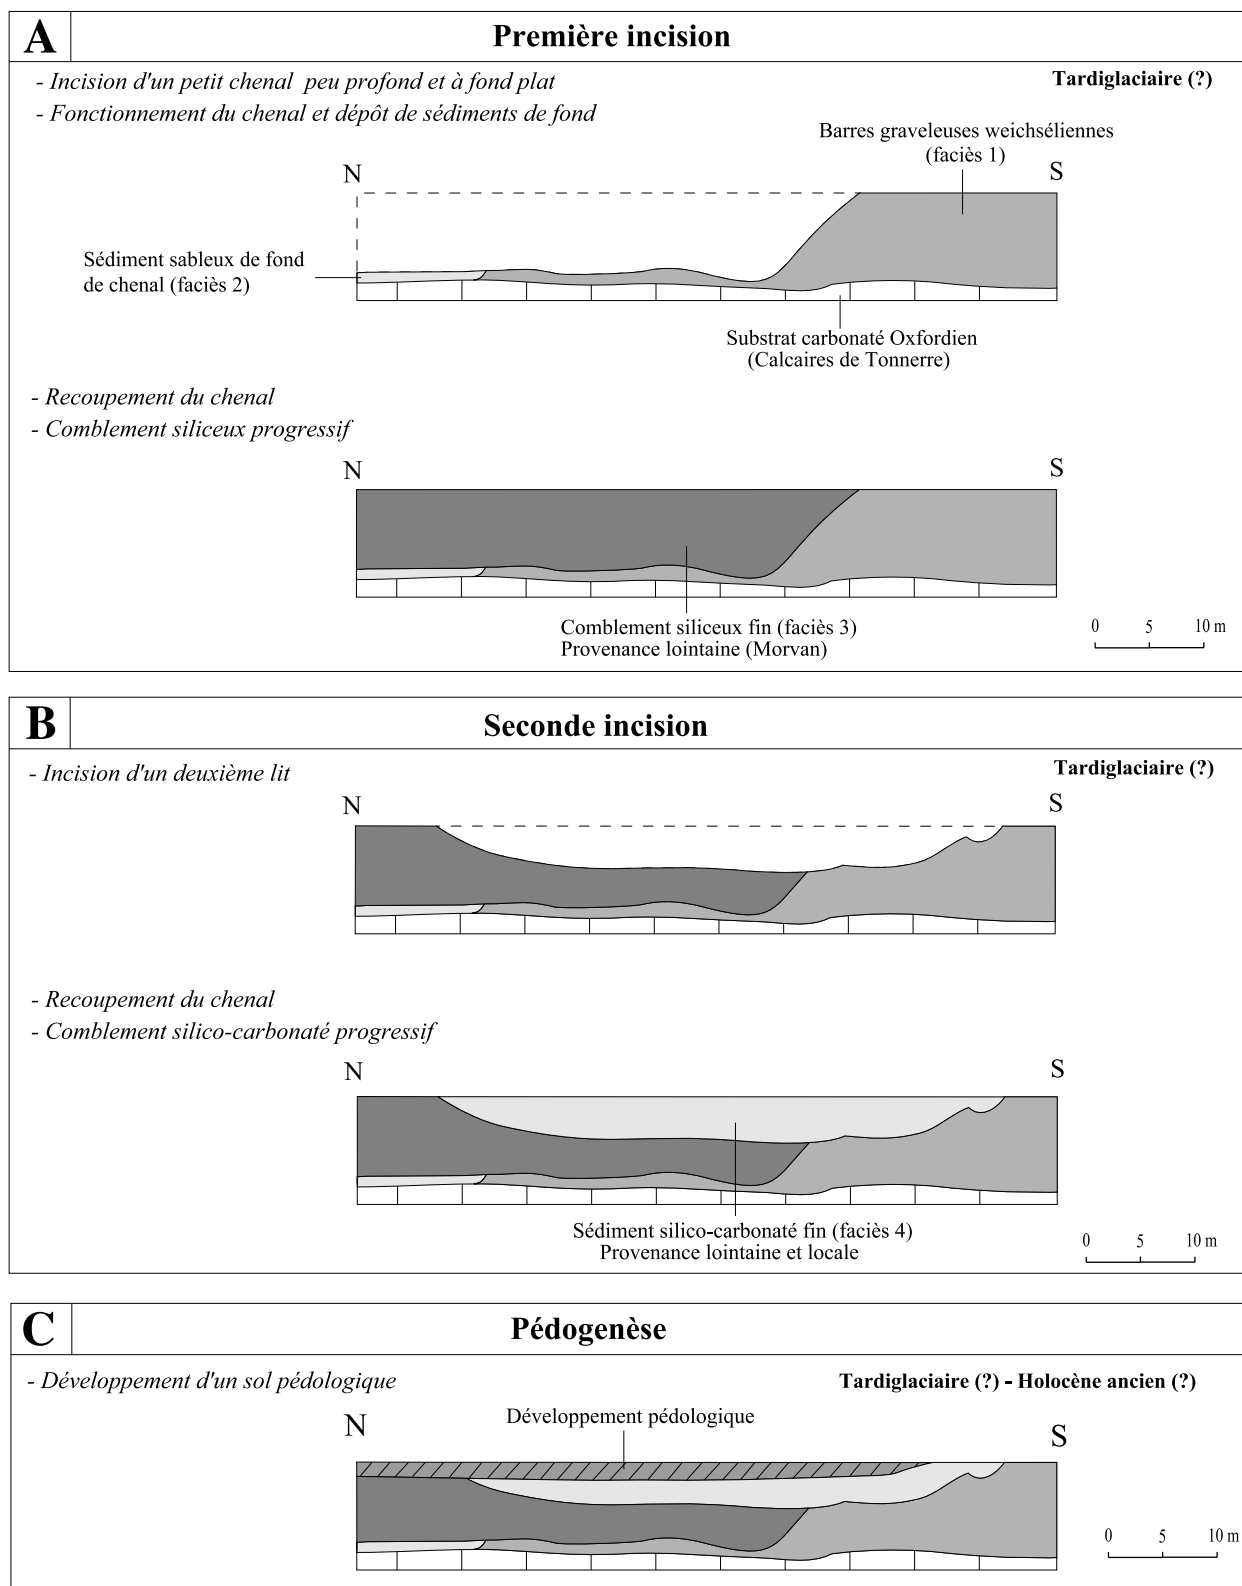 A
Première incision
- Incision d'un petit chenal peu profond et à fond plat
Tardiglaciaire (?)
- Fonctionnement du chenal et dépôt de sédiments de fond
Barres graveleuses weichséliennes
(faciès 1)
N
S
Sédiment sableux de fond
de chenal (faciès 2)
Substrat carbonaté Oxfordien
(Calcaires de Tonnerre)
- Recoupement du chenal
- Comblement siliceux progressif
N
S
Comblement siliceux fin (faciès 3)
Provenance lointaine (Morvan)
0 5 10 m
B
Seconde incision
- Incision d'un deuxième lit
Tardiglaciaire (?)
N
S
- Recoupement du chenal
- Comblement silico-carbonaté progressif
N
S
Sédiment silico-carbonaté fin (faciès 4)
Provenance lointaine et locale
0 5 10 m
C
Pédogenèse
- Développement d'un sol pédologique
Tardiglaciaire (?) - Holocène ancien (?)
Développement pédologique
N
S
0 5 10 m